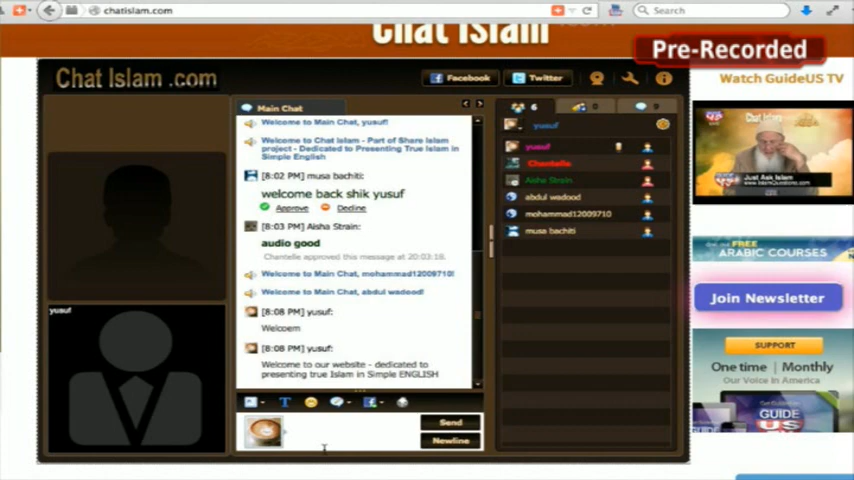 chatislam.com
Search
Chat Islam
Pre-Recorded
Chat Islam.com
Facebook
Twitter
Watch GuideUS TV
Main Chat
6
0
9
Welcome to Main Chat, yusuf!
Welcome to Chat Islam - Part of Share Islam
project - Dedicated to Presenting True Islam in
Simple English
[8:02 PM] musa bachiti:
welcome back shik yusuf
Approve
Decline
[8:03 PM] Aisha Strain:
audio good
Chantelle approved this message at 20:03:18.
Welcome to Main Chat, mohammad12009710!
Welcome to Main Chat, abdul wadood!
[8:08 PM] yusuf:
Welcoem
[8:08 PM] yusuf:
Welcome to our website - dedicated to
presenting true Islam in Simple ENGLISH
yusuf
yusuf
Chantelle
Aisha Strain
abdul wadood
mohammad12009710
musa bachiti
yusuf
Send
Newline
Chat Islam
Just Ask Islam
FREE
ARABIC COURSES
Join Newsletter
SUPPORT
One time | Monthly
Our Voice in America
GUIDE
US